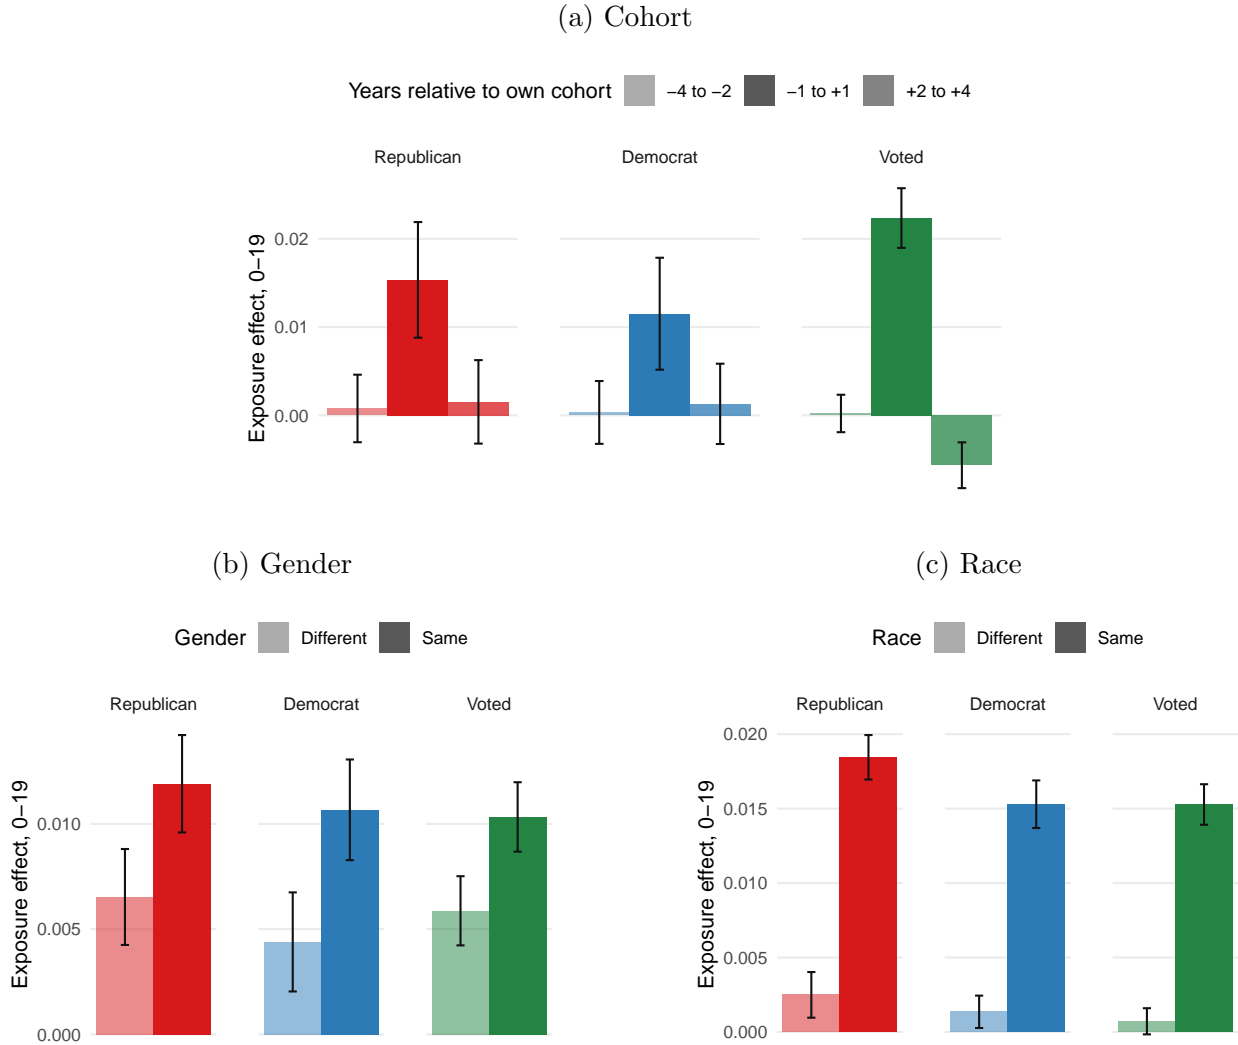 (a) Cohort
Years relative to own cohort −4 to −2 −1 to +1 +2 to +4
Republican Democrat Voted
Exposure effect, 0−19
0.02
0.01
0.00
(b) Gender
Gender Different Same
Republican Democrat Voted
Exposure effect, 0−19
0.010
0.005
0.000
(c) Race
Race Different Same
Republican Democrat Voted
Exposure effect, 0−19
0.020
0.015
0.010
0.005
0.000